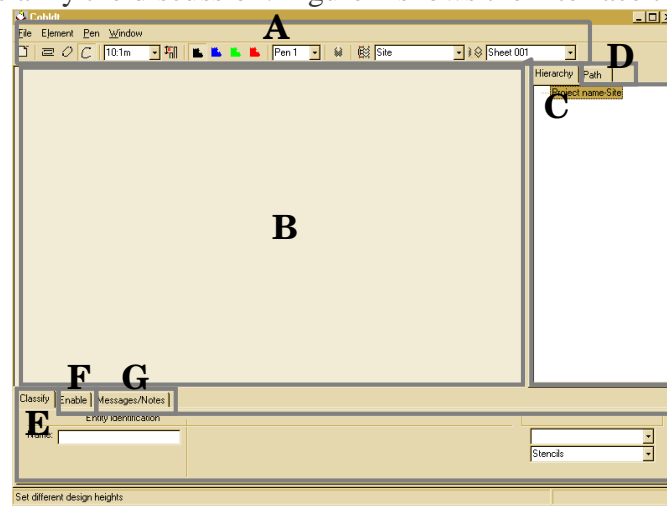 A
File Element Pen Window
10:1m Pen 1 Site Sheet 001
D
Hierarchy Path
C
Project name-Site
B
F G
Classify Enable Messages/Notes
E
Entity identification
Name:
Stencils
Set different design heights